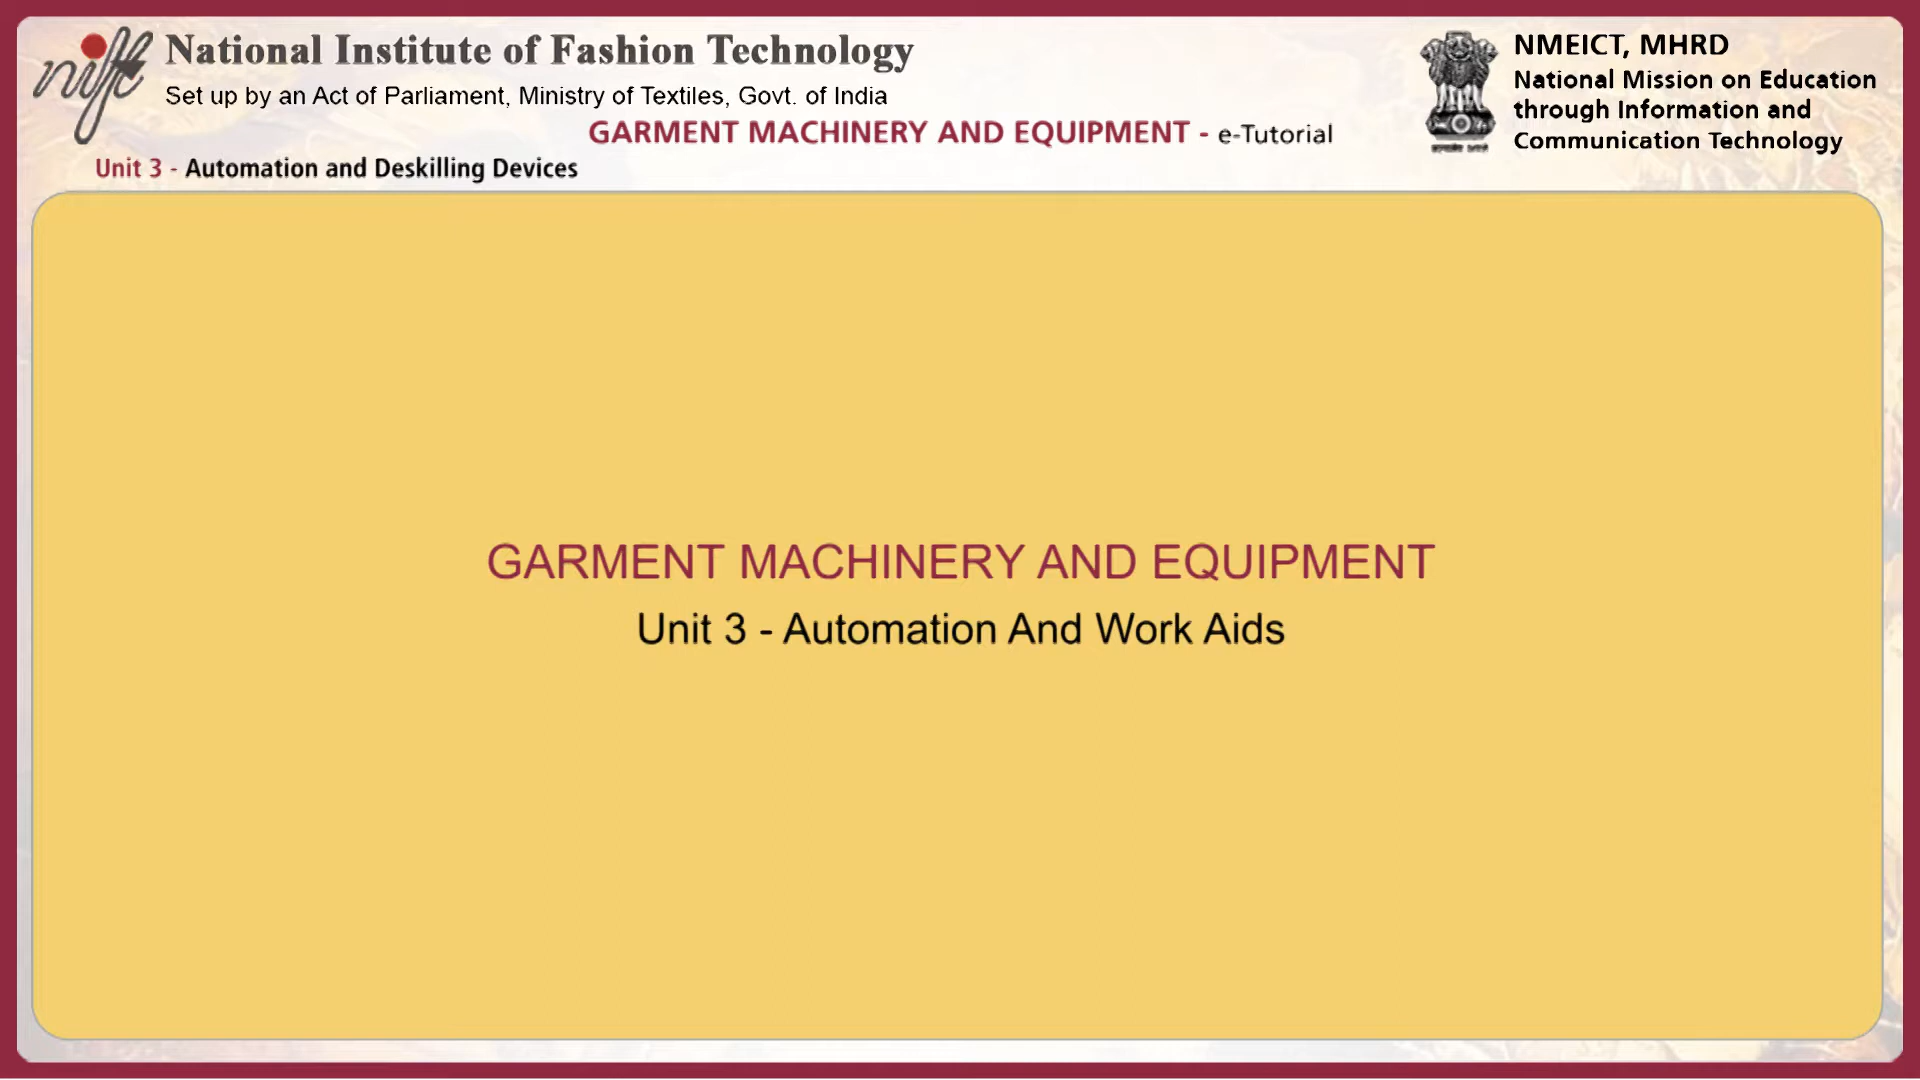 nift
National Institute of Fashion Technology
Set up by an Act of Parliament, Ministry of Textiles, Govt. of India
GARMENT MACHINERY AND EQUIPMENT - e-Tutorial
NMEICT, MHRD
National Mission on Education
through Information and
Communication Technology
Unit 3 - Automation and Deskilling Devices
GARMENT MACHINERY AND EQUIPMENT
Unit 3 - Automation And Work Aids